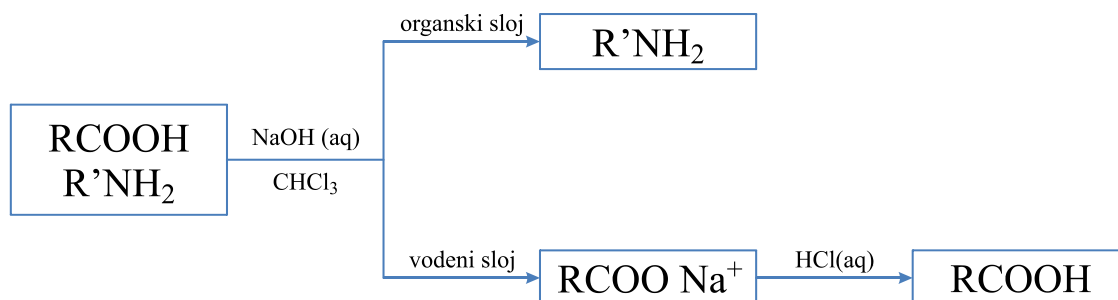 organski sloj
R’NH₂
RCOOH
R’NH₂
NaOH (aq)
CHCl₃
vodeni sloj
RCOO Na⁺
HCl(aq)
RCOOH